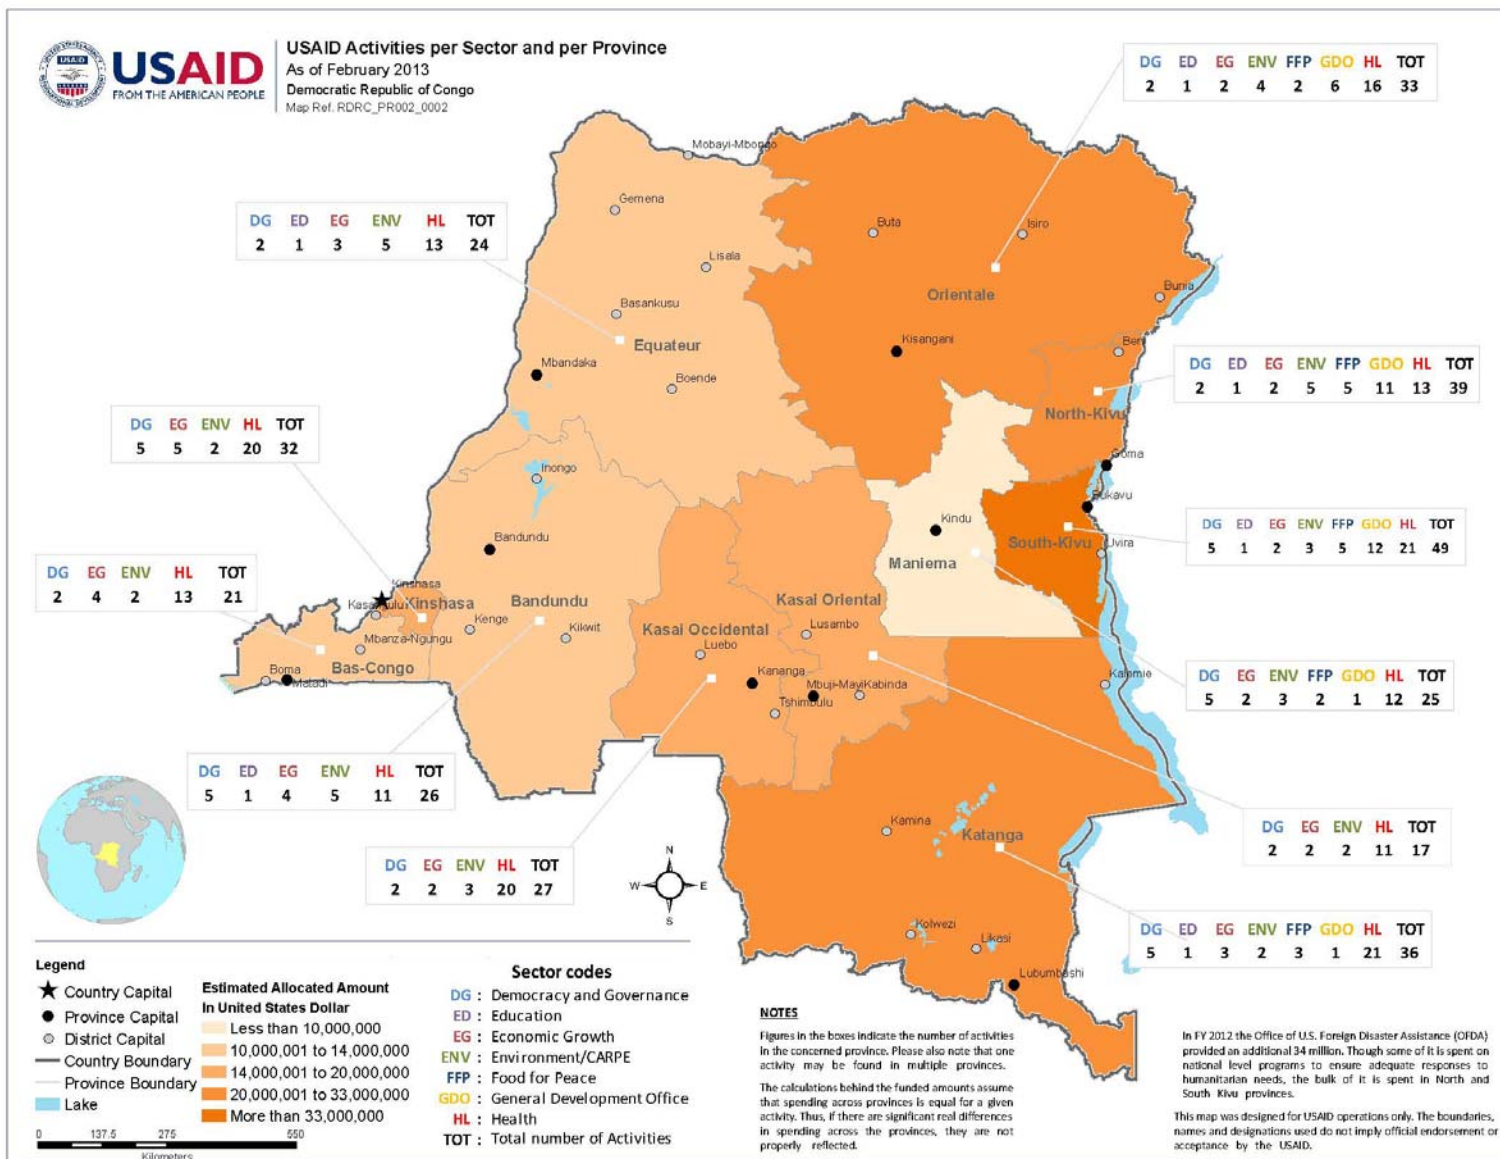 USAID
USAID
FROM THE AMERICAN PEOPLE
USAID Activities per Sector and per Province
As of February 2013
Democratic Republic of Congo
Map Ref. RDRC_PR002_0002
DG ED EG ENV FFP GDO HL TOT
2 1 2 4 2 6 16 33
DG ED EG ENV HL TOT
2 1 3 5 13 24
DG ED EG ENV FFP GDO HL TOT
2 1 2 5 5 11 13 39
DG EG ENV HL TOT
5 5 2 20 32
DG ED EG ENV FFP GDO HL TOT
5 1 2 3 5 12 21 49
DG EG ENV HL TOT
2 4 2 13 21
DG EG ENV FFP GDO HL TOT
5 2 3 2 1 12 25
DG ED EG ENV HL TOT
5 1 4 5 11 26
DG EG ENV HL TOT
2 2 2 11 17
DG EG ENV HL TOT
2 2 3 20 27
DG ED EG ENV FFP GDO HL TOT
5 1 3 2 3 1 21 36
Mobayi-Mbongo
Gemena
Buta
Isiro
Lisala
Bunia
Orientale
Basankusu
Equateur
Kisangani
Beni
Mbandaka
Boende
North-Kivu
Goma
Inongo
Bukavu
Kindu
Bandundu
South-Kivu
Uvira
Maniema
Kinshasa
Kasangulu
Kinshasa
Bandundu
Kasai Oriental
Kenge
Kikwit
Kasai Occidental
Lusambo
Mbanza-Ngungu
Luebo
Bas-Congo
Boma
Matadi
Kananga
Mbuji-Mayi
Kabinda
Kalemie
Tshimbulu
Kamina
Katanga
Kolwezi
Likasi
Lubumbashi
N
W
E
S
Legend
Country Capital
Province Capital
District Capital
Country Boundary
Province Boundary
Lake
0 137.5 275 550
Kilometers
Estimated Allocated Amount
In United States Dollar
Less than 10,000,000
10,000,001 to 14,000,000
14,000,001 to 20,000,000
20,000,001 to 33,000,000
More than 33,000,000
Sector codes
DG : Democracy and Governance
ED : Education
EG : Economic Growth
ENV : Environment/CARPE
FFP : Food for Peace
GDO : General Development Office
HL : Health
TOT : Total number of Activities
NOTES
Figures in the boxes indicate the number of activities
in the concerned province. Please also note that one
activity may be found in multiple provinces.
The calculations behind the funded amounts assume
that spending across provinces is equal for a given
activity. Thus, if there are significant real differences
in spending across the provinces, they are not
properly reflected.
In FY 2012 the Office of U.S. Foreign Disaster Assistance (OFDA)
provided an additional 34 million. Though some of it is spent on
national level programs to ensure adequate responses to
humanitarian needs, the bulk of it is spent in North and
South Kivu provinces.
This map was designed for USAID operations only. The boundaries,
names and designations used do not imply official endorsement or
acceptance by the USAID.